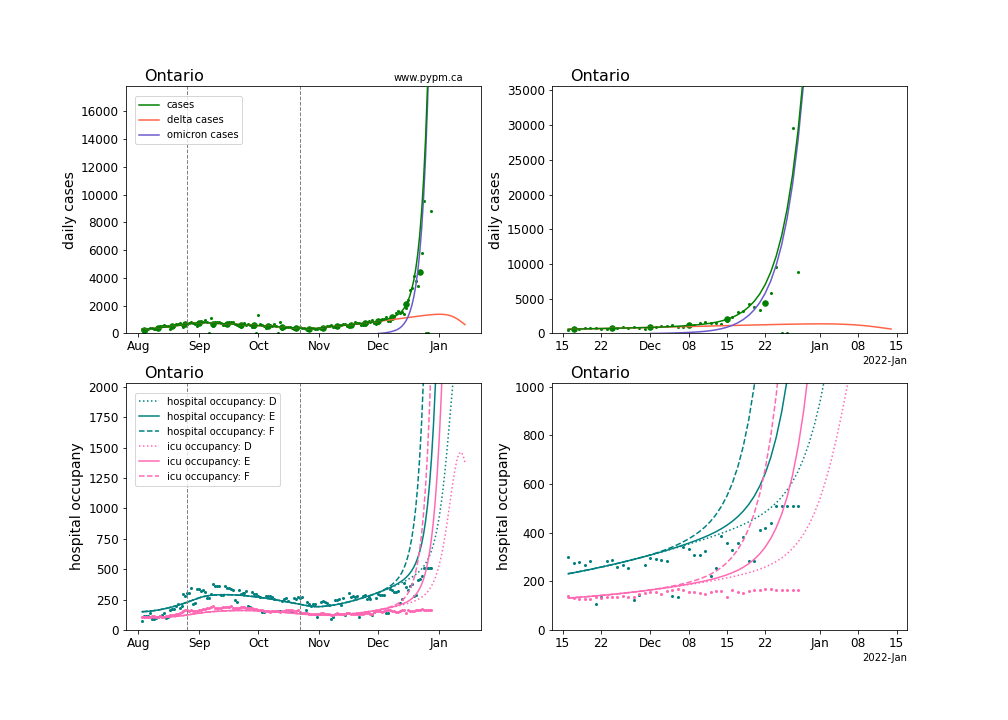 Ontario
www.pypm.ca
daily cases
16000
14000
12000
10000
8000
6000
4000
2000
0
cases
delta cases
omicron cases
Aug Sep Oct Nov Dec Jan
Ontario
daily cases
35000
30000
25000
20000
15000
10000
5000
0
15 22 Dec 08 15 22 Jan 08 15
2022-Jan
Ontario
hospital occupany
2000
1750
1500
1250
1000
750
500
250
0
hospital occupancy: D
hospital occupancy: E
hospital occupancy: F
icu occupancy: D
icu occupancy: E
icu occupancy: F
Aug Sep Oct Nov Dec Jan
Ontario
hospital occupany
1000
800
600
400
200
0
15 22 Dec 08 15 22 Jan 08 15
2022-Jan